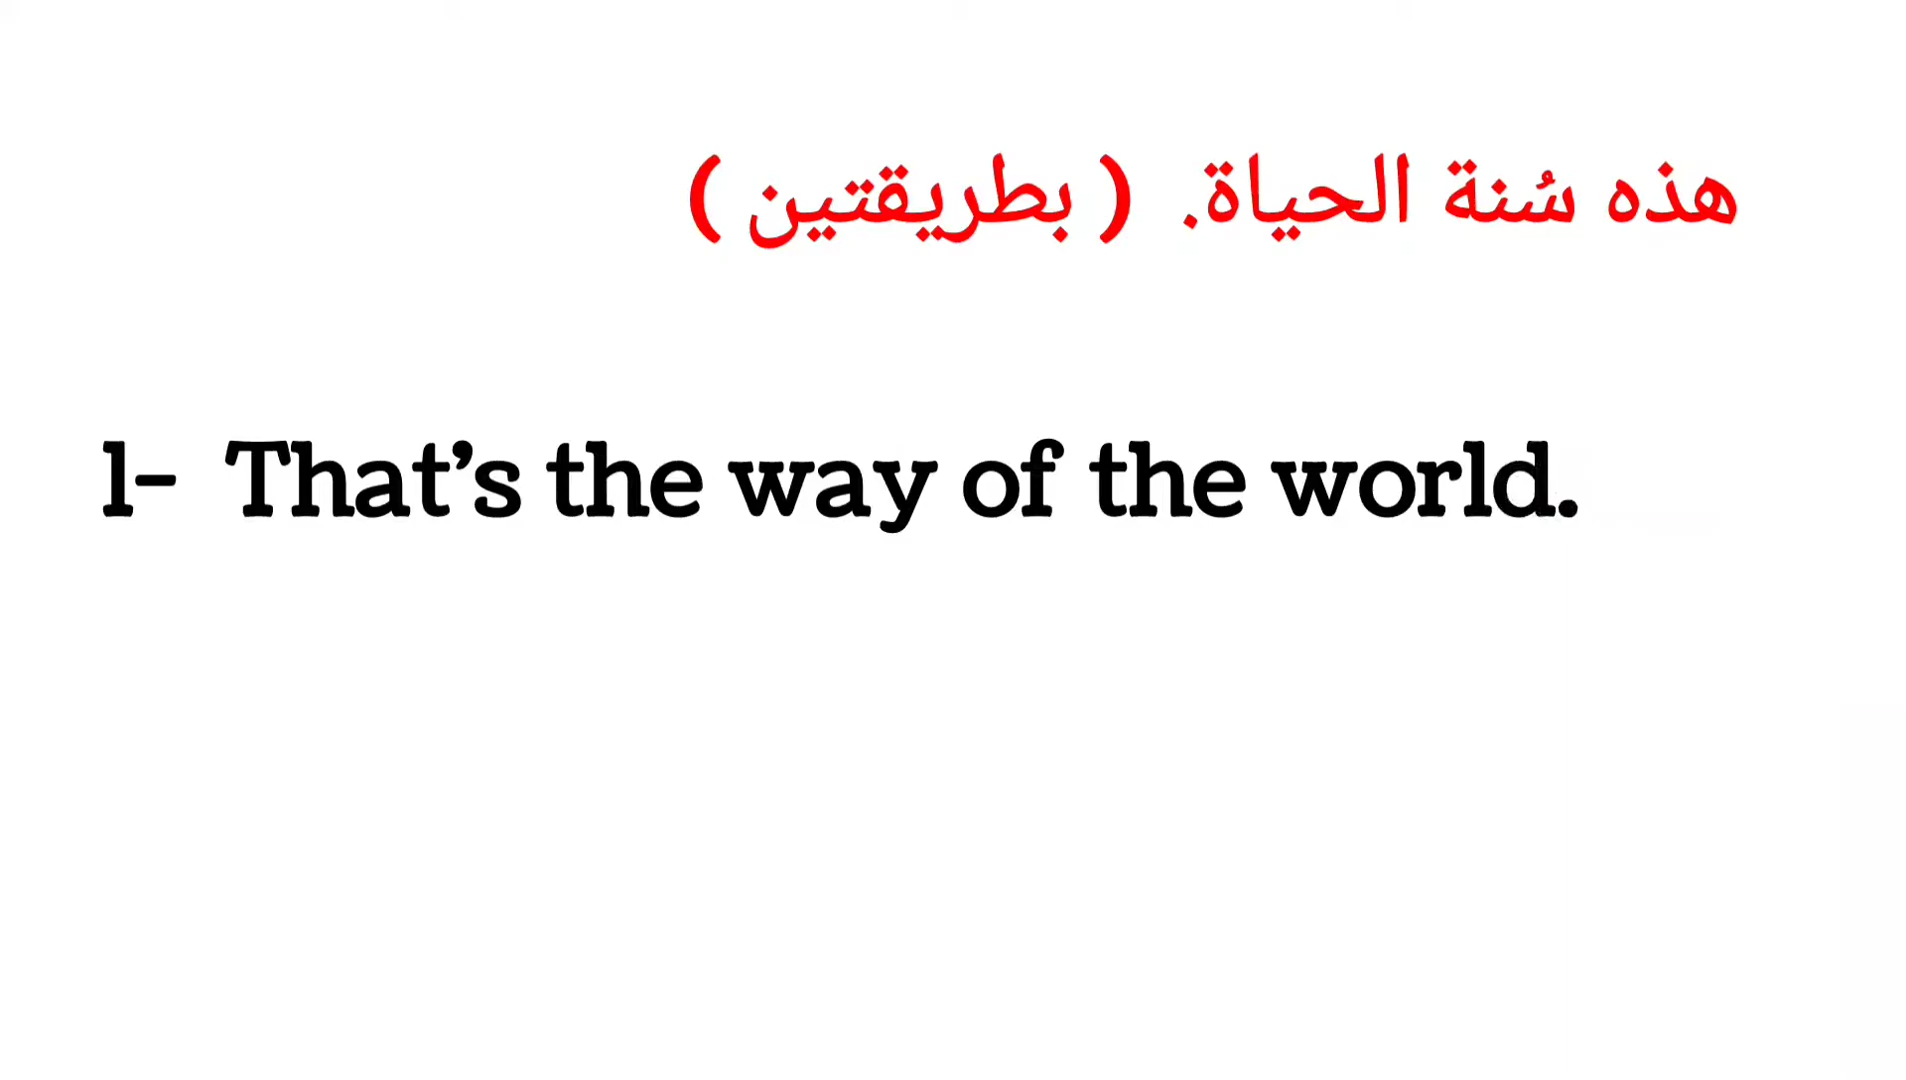 هذه سُنة الحياة. ( بطريقتين )
1- That’s the way of the world.